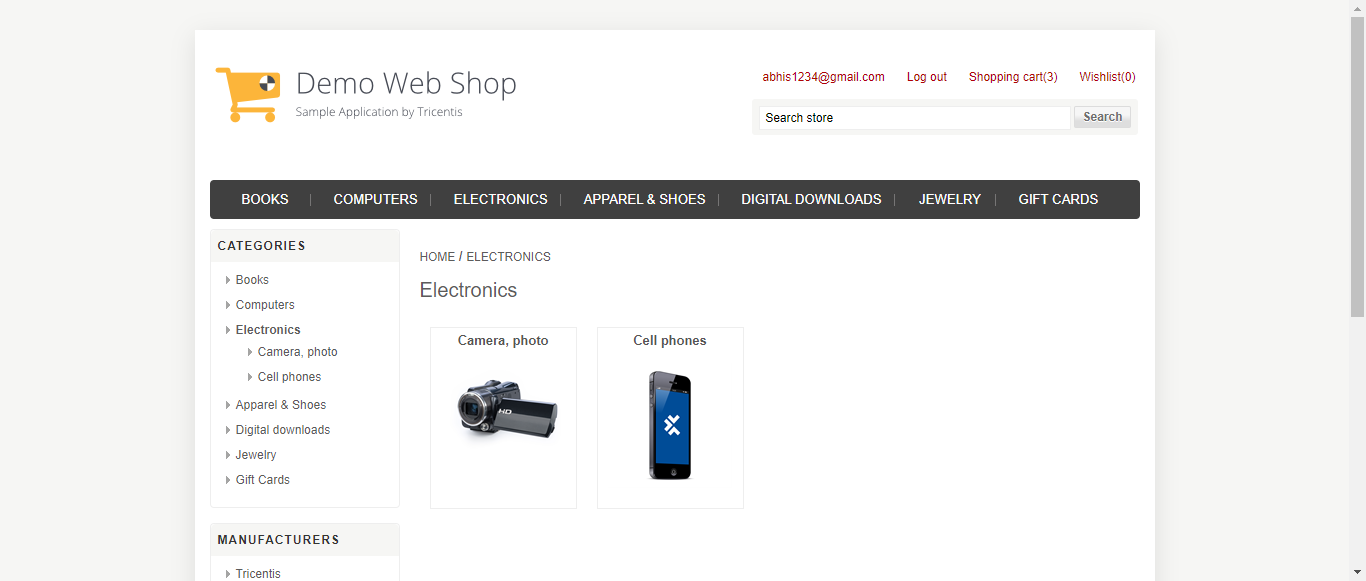 Demo Web Shop
Sample Application by Tricentis
abhis1234@gmail.com Log out Shopping cart(3) Wishlist(0)
Search store Search
BOOKS COMPUTERS ELECTRONICS APPAREL & SHOES DIGITAL DOWNLOADS JEWELRY GIFT CARDS
CATEGORIES
Books
Computers
Electronics
Camera, photo
Cell phones
Apparel & Shoes
Digital downloads
Jewelry
Gift Cards
MANUFACTURERS
Tricentis
HOME / ELECTRONICS
Electronics
Camera, photo
HD
Cell phones